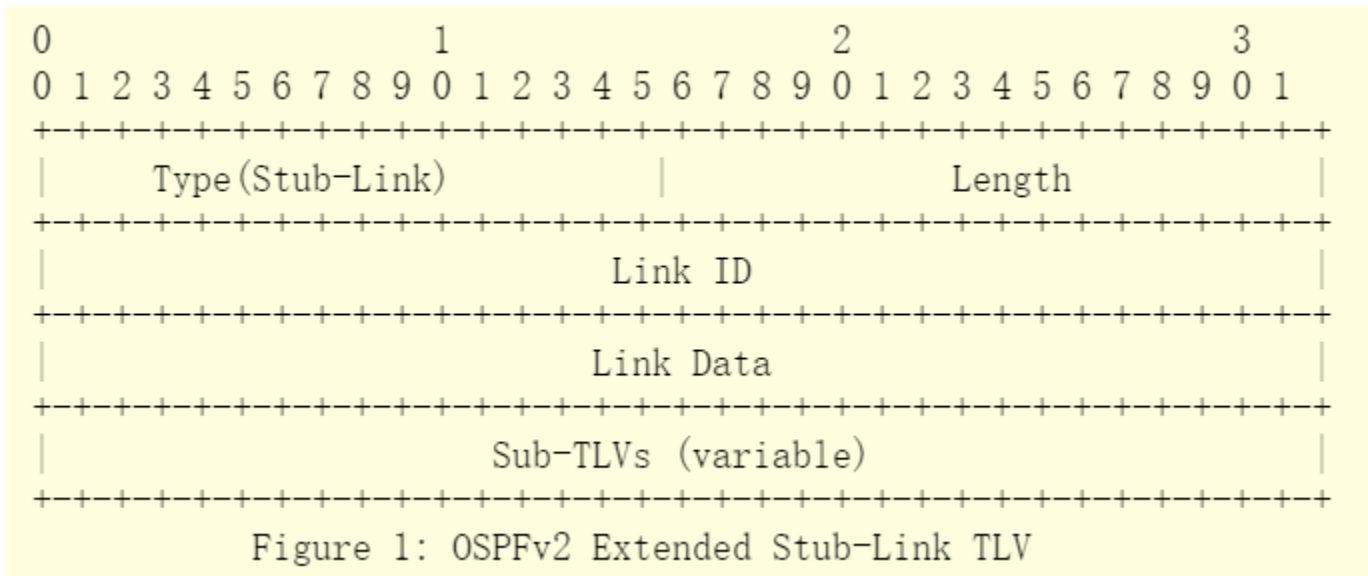 0                   1                   2                   3
0 1 2 3 4 5 6 7 8 9 0 1 2 3 4 5 6 7 8 9 0 1 2 3 4 5 6 7 8 9 0 1
+-+-+-+-+-+-+-+-+-+-+-+-+-+-+-+-+-+-+-+-+-+-+-+-+-+-+-+-+-+-+-+-+
|     Type(Stub-Link)           |              Length            |
+-+-+-+-+-+-+-+-+-+-+-+-+-+-+-+-+-+-+-+-+-+-+-+-+-+-+-+-+-+-+-+-+
|                            Link ID                            |
+-+-+-+-+-+-+-+-+-+-+-+-+-+-+-+-+-+-+-+-+-+-+-+-+-+-+-+-+-+-+-+-+
|                           Link Data                           |
+-+-+-+-+-+-+-+-+-+-+-+-+-+-+-+-+-+-+-+-+-+-+-+-+-+-+-+-+-+-+-+-+
|                      Sub-TLVs (variable)                      |
+-+-+-+-+-+-+-+-+-+-+-+-+-+-+-+-+-+-+-+-+-+-+-+-+-+-+-+-+-+-+-+-+
Figure 1: OSPFv2 Extended Stub-Link TLV